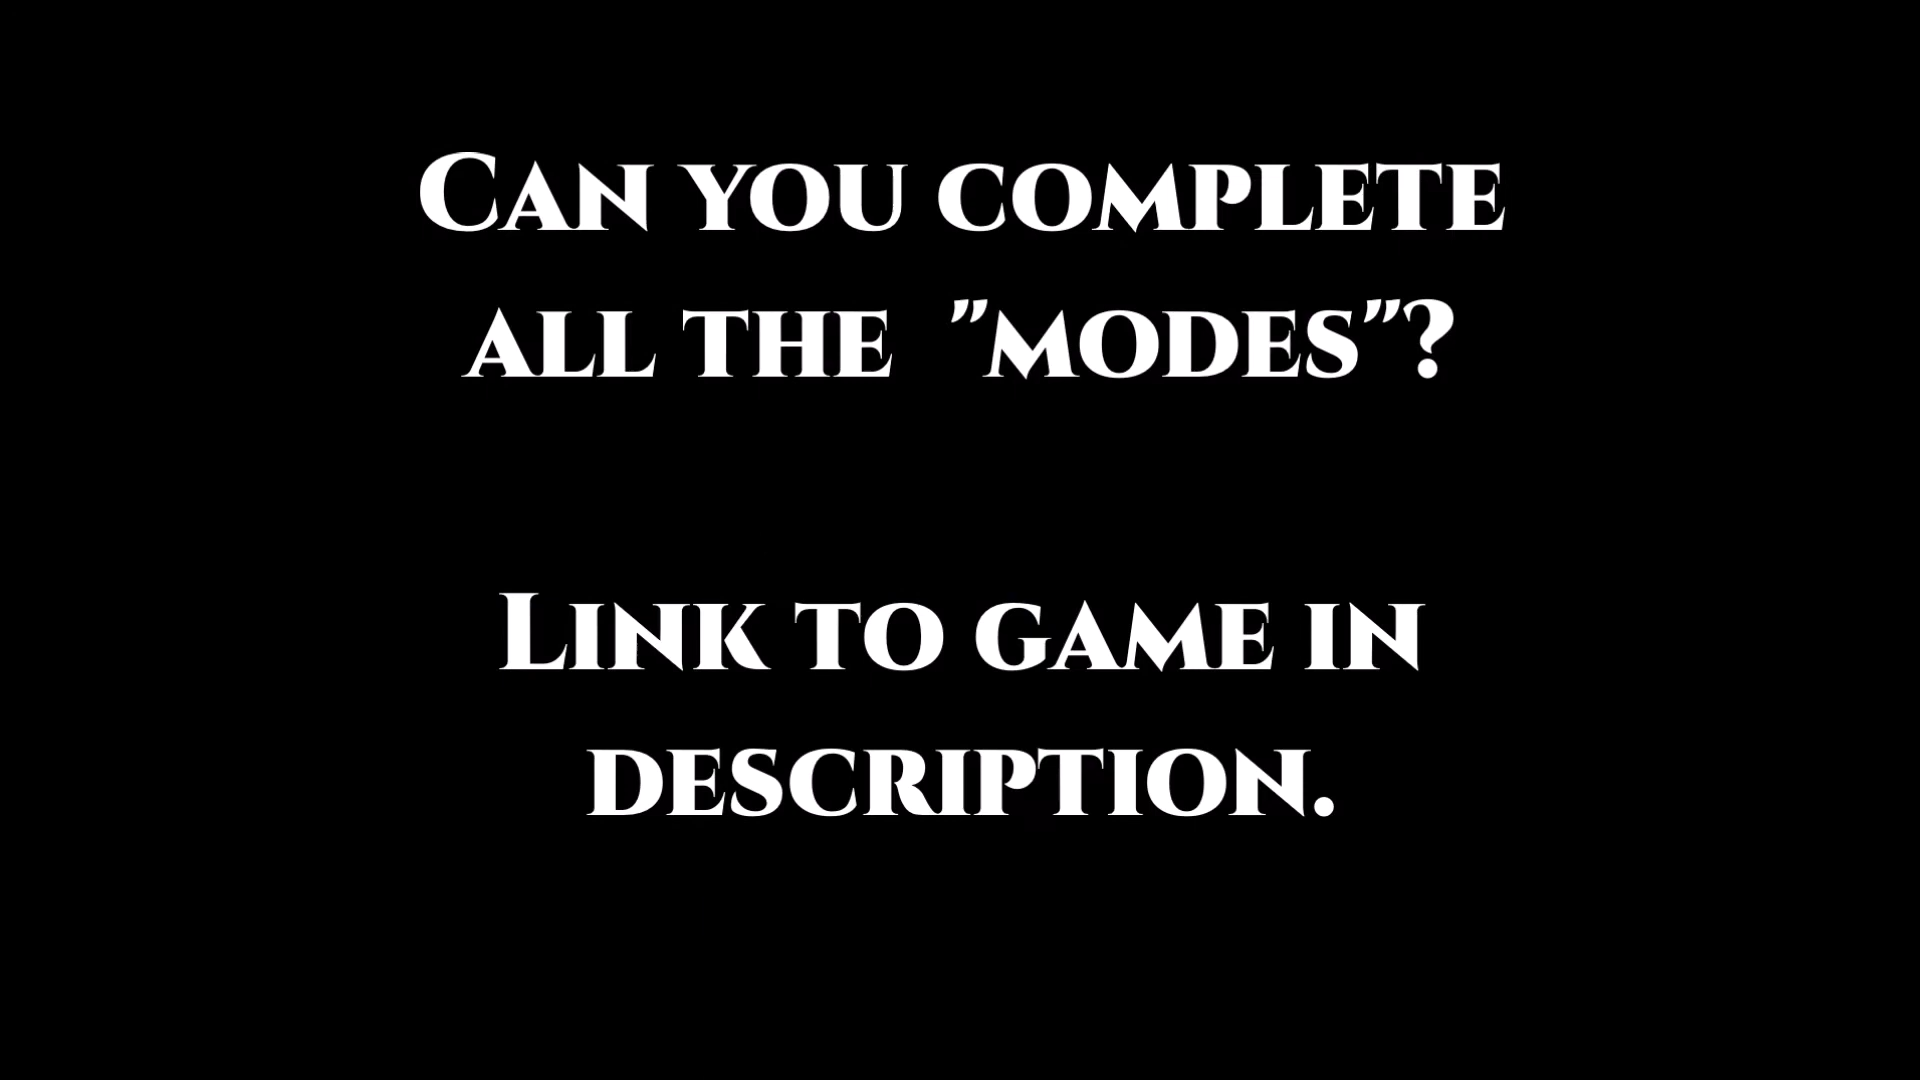 Can you complete
all the "modes"?
Link to game in
description.